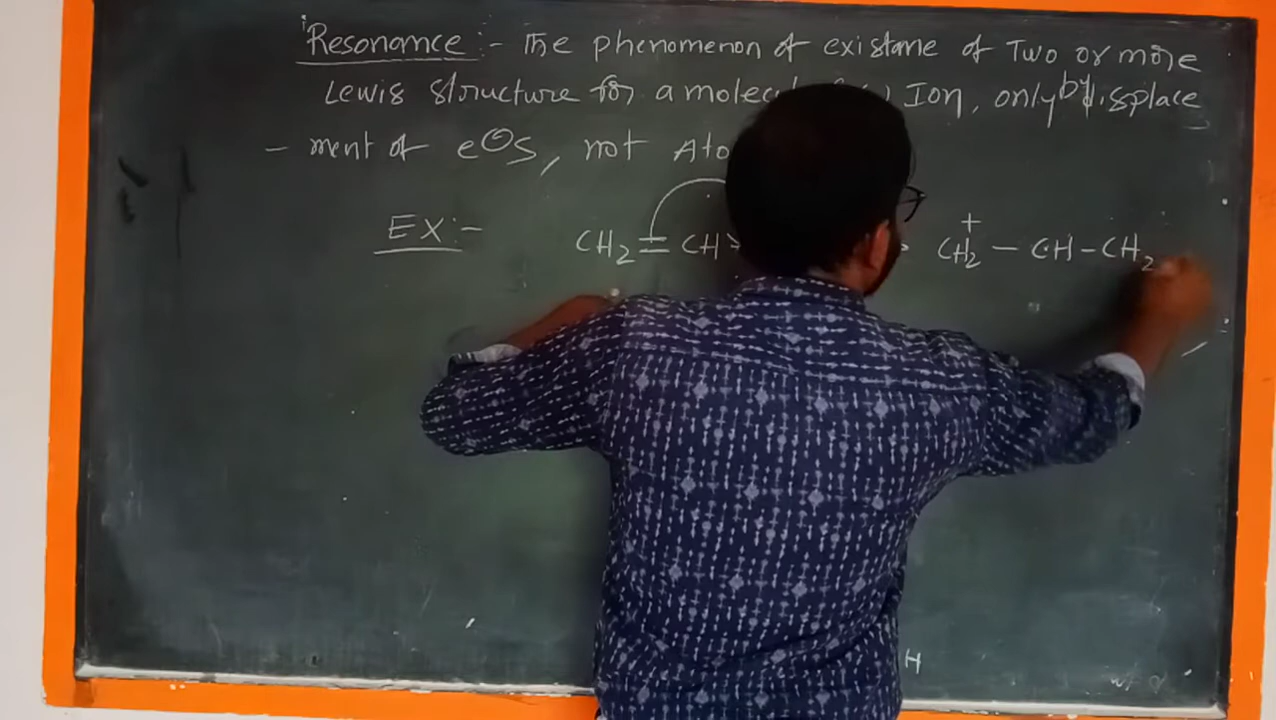 Resonance :- The phenomenon of existane of Two or more
Lewis structure for a molec Ion, only by displace
- ment of e⊖s, not Ato
EX:- CH2 = CH +CH2 - CH - CH2
H